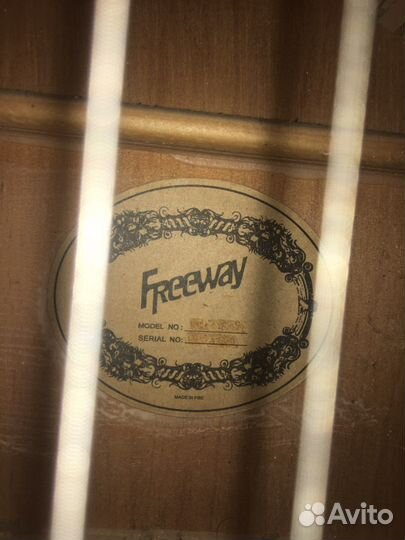 Freeway
MODEL NO:
SERIAL NO:
MADE IN PRC
Avito